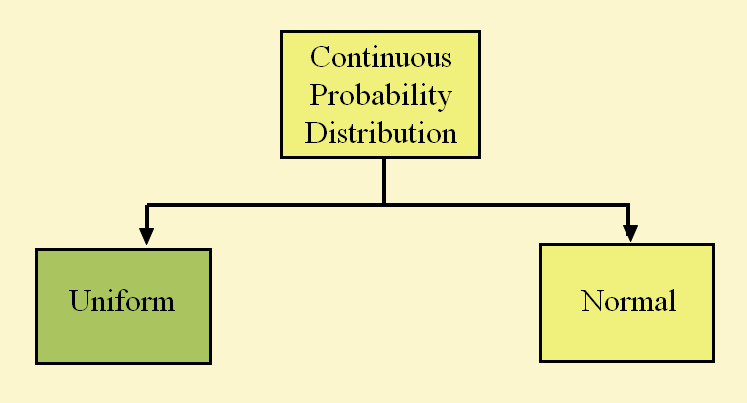 Continuous
Probability
Distribution
Uniform
Normal